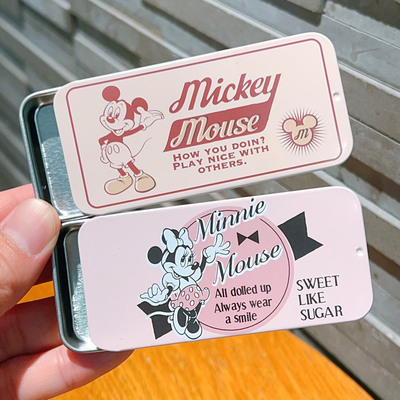 Mickey
Mouse
HOW YOU DOIN?
PLAY NICE WITH
OTHERS.
M
Minnie
Mouse
All dolled up
Always wear
a smile
SWEET
LIKE
SUGAR